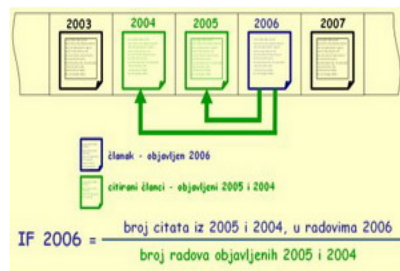 2003 2004 2005 2006 2007
članak - objavljen 2006
citirani članci - objavljeni 2005 i 2004
IF 2006 =
broj citata iz 2005 i 2004, u radovima 2006
broj radova objavljenih 2005 i 2004